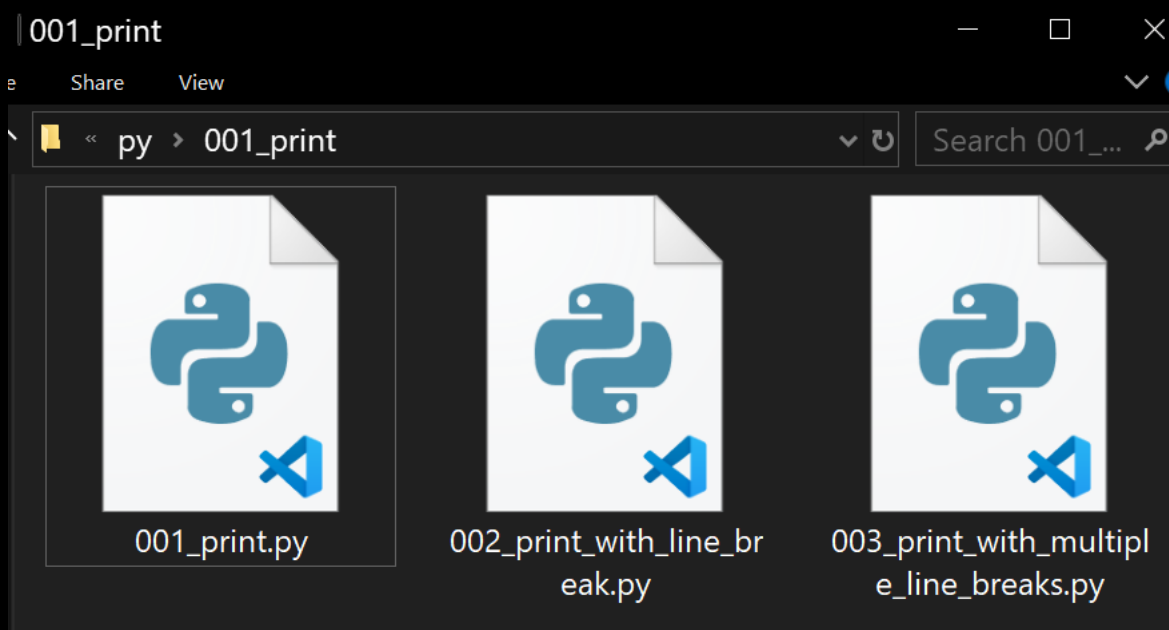 001_print
Share View
« py › 001_print
Search 001_...
001_print.py
002_print_with_line_br
eak.py
003_print_with_multipl
e_line_breaks.py